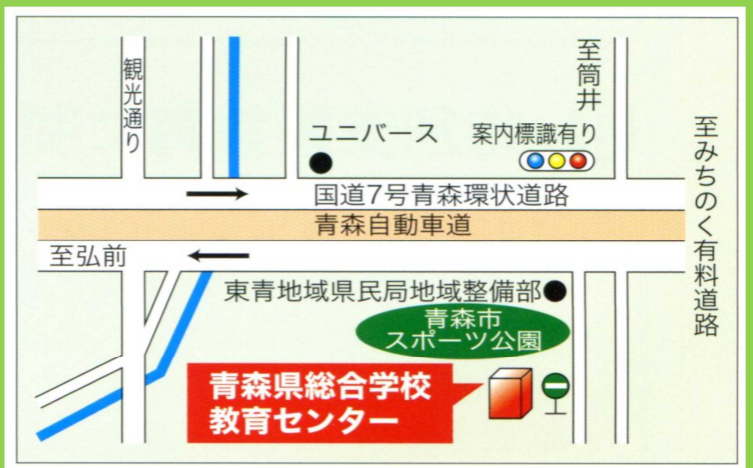 観光通り
至筒井
ユニバース
案内標識有り
至みちのく有料道路
国道7号青森環状道路
青森自動車道
至弘前
東青地域県民局地域整備部
青森市
スポーツ公園
青森県総合学校
教育センター